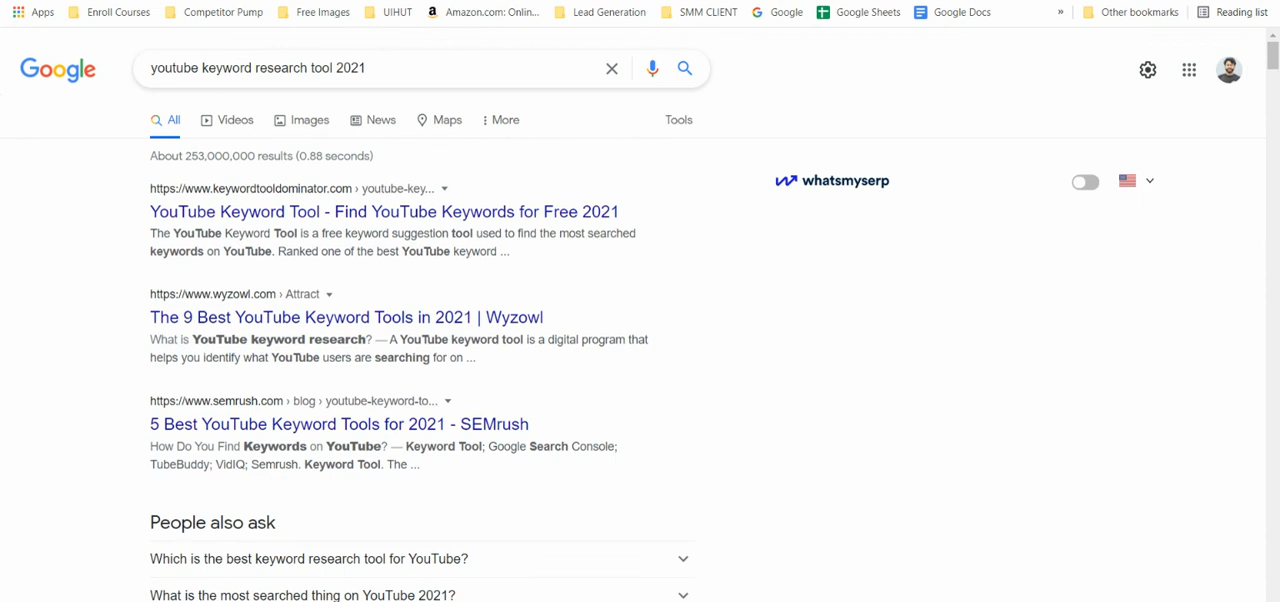 Apps Enroll Courses Competitor Pump Free Images UIHUT Amazon.com: Onlin... Lead Generation SMM CLIENT Google Google Sheets Google Docs » Other bookmarks Reading list
Google youtube keyword research tool 2021
All Videos Images News Maps More Tools
About 253,000,000 results (0.88 seconds)
https://www.keywordtooldominator.com › youtube-key...
whatsmyserp
YouTube Keyword Tool - Find YouTube Keywords for Free 2021
The YouTube Keyword Tool is a free keyword suggestion tool used to find the most searched
keywords on YouTube. Ranked one of the best YouTube keyword ...
https://www.wyzowl.com › Attract
The 9 Best YouTube Keyword Tools in 2021 | Wyzowl
What is YouTube keyword research? — A YouTube keyword tool is a digital program that
helps you identify what YouTube users are searching for on ...
https://www.semrush.com › blog › youtube-keyword-to...
5 Best YouTube Keyword Tools for 2021 - SEMrush
How Do You Find Keywords on YouTube? — Keyword Tool; Google Search Console;
TubeBuddy; VidIQ; Semrush. Keyword Tool. The ...
People also ask
Which is the best keyword research tool for YouTube?
What is the most searched thing on YouTube 2021?